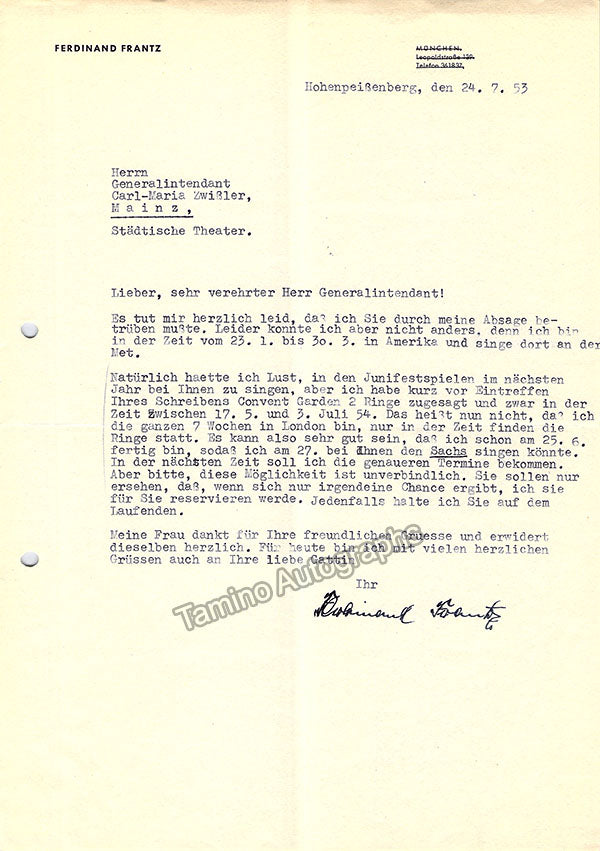 FERDINAND FRANTZ
MÜNCHEN,
Leopoldstraße 159.
Telefon 361837.
Hohenpeißenberg, den 24. 7. 53
Herrn
Generalintendant
Carl-Maria Zwißler,
M a i n z ,
Städtische Theater.
Lieber, sehr verehrter Herr Generalintendant!
Es tut mir herzlich leid, daß ich Sie durch meine Absage be-
trüben mußte. Leider konnte ich aber nicht anders, denn ich bin
in der Zeit vom 23. 1. bis 30. 3. in Amerika und singe dort an der
Met.
Natürlich haette ich Lust, in den Junifestspielen im nächsten
Jahr bei Ihnen zu singen, aber ich habe kurz vor Eintreffen
Ihres Schreibens Convent Garden 2 Ringe zugesagt und zwar in der
Zeit Zwischen 17. 5. und 3. Juli 54. Das heißt nun nicht, daß ich
die ganzen 7 Wochen in London bin, nur in der Zeit finden die
Ringe statt. Es kann also sehr gut sein, daß ich schon am 25. 6.
fertig bin, sodaß ich am 27. bei Ihnen den Sachs singen könnte.
In der nächsten Zeit soll ich die genaueren Termine bekommen.
Aber bitte, diese Möglichkeit ist unverbindlich. Sie sollen nur
ersehen, daß, wenn sich nur irgendeine Chance ergibt, ich sie
für Sie reservieren werde. Jedenfalls halte ich Sie auf dem
Laufenden.
Meine Frau dankt für Ihre freundlichen Gruesse und erwidert
dieselben herzlich. Für heute bin ich mit vielen herzlichen
Grüssen auch an Ihre liebe Gattin
Ihr
Ferdinand Frantz
Tamino Autographs